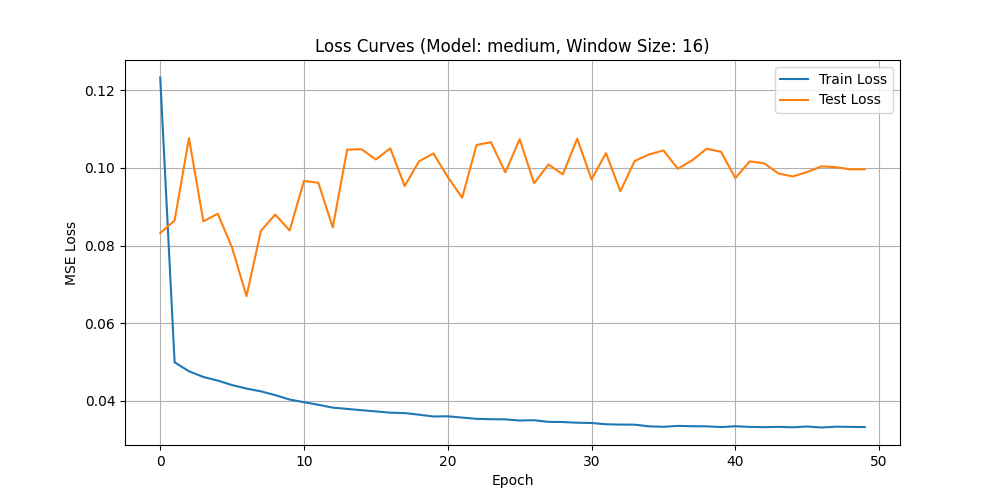 Loss Curves (Model: medium, Window Size: 16)
Train Loss
Test Loss
MSE Loss
0.12
0.10
0.08
0.06
0.04
0 10 20 30 40 50
Epoch